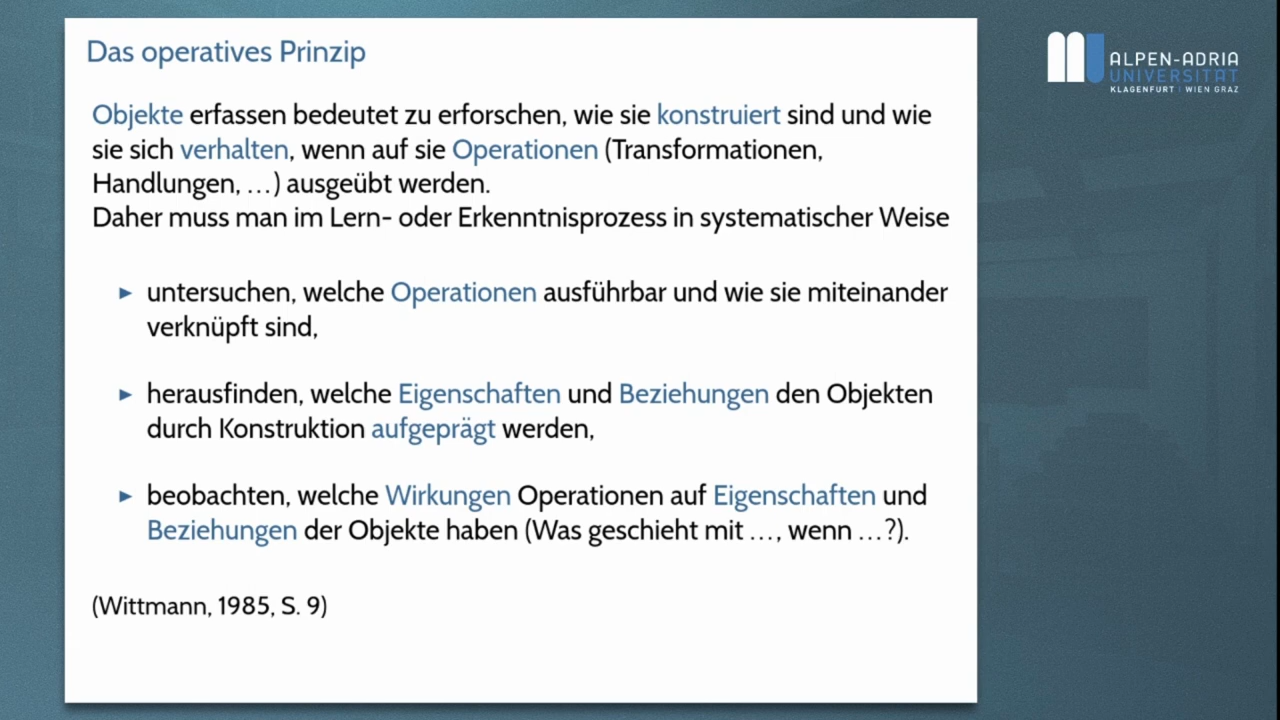 Das operatives Prinzip
Objekte erfassen bedeutet zu erforschen, wie sie konstruiert sind und wie
sie sich verhalten, wenn auf sie Operationen (Transformationen,
Handlungen, …) ausgeübt werden.
Daher muss man im Lern- oder Erkenntnisprozess in systematischer Weise
► untersuchen, welche Operationen ausführbar und wie sie miteinander
verknüpft sind,
► herausfinden, welche Eigenschaften und Beziehungen den Objekten
durch Konstruktion aufgeprägt werden,
► beobachten, welche Wirkungen Operationen auf Eigenschaften und
Beziehungen der Objekte haben (Was geschieht mit …, wenn …?).
(Wittmann, 1985, S. 9)
ALPEN-ADRIA
UNIVERSITÄT
KLAGENFURT | WIEN GRAZ